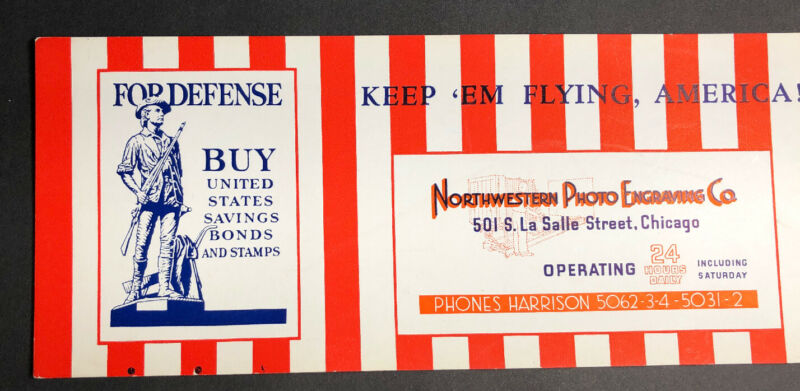 FOR DEFENSE
BUY
UNITED
STATES
SAVINGS
BONDS
AND STAMPS
KEEP 'EM FLYING, AMERICA!
NORTHWESTERN PHOTO ENGRAVING CO.
501 S. La Salle Street, Chicago
OPERATING 24 HOURS DAILY INCLUDING SATURDAY
PHONES HARRISON 5062-3-4-5031-2